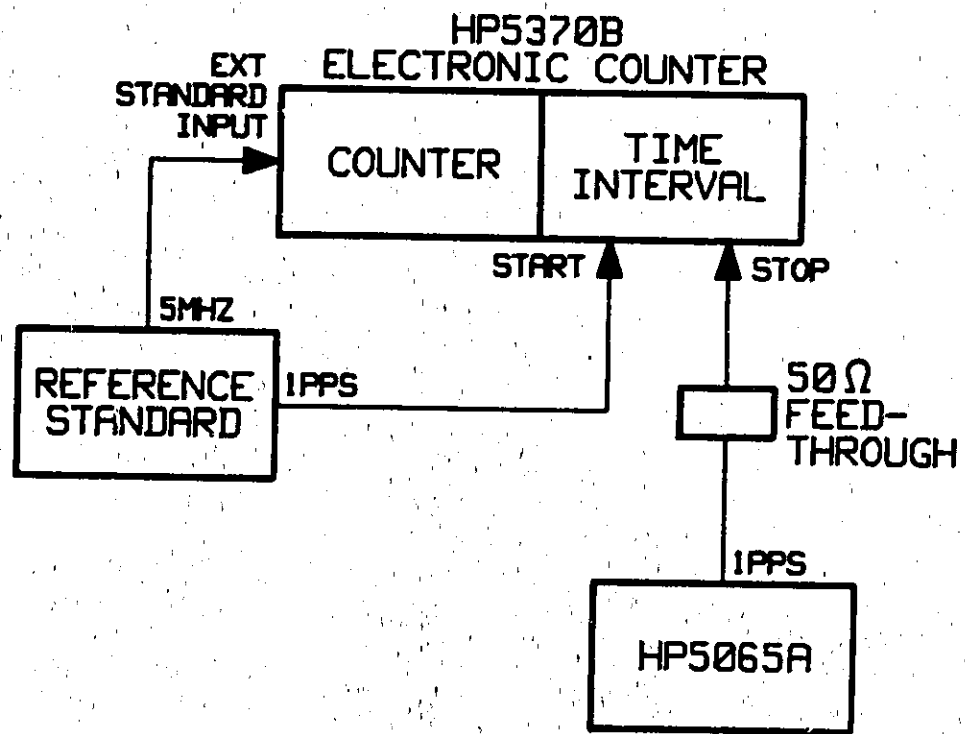 HP5370B
ELECTRONIC COUNTER
EXT
STANDARD
INPUT
COUNTER
TIME
INTERVAL
START
STOP
5MHZ
REFERENCE
STANDARD
1PPS
50Ω
FEED-
THROUGH
1PPS
HP5065A